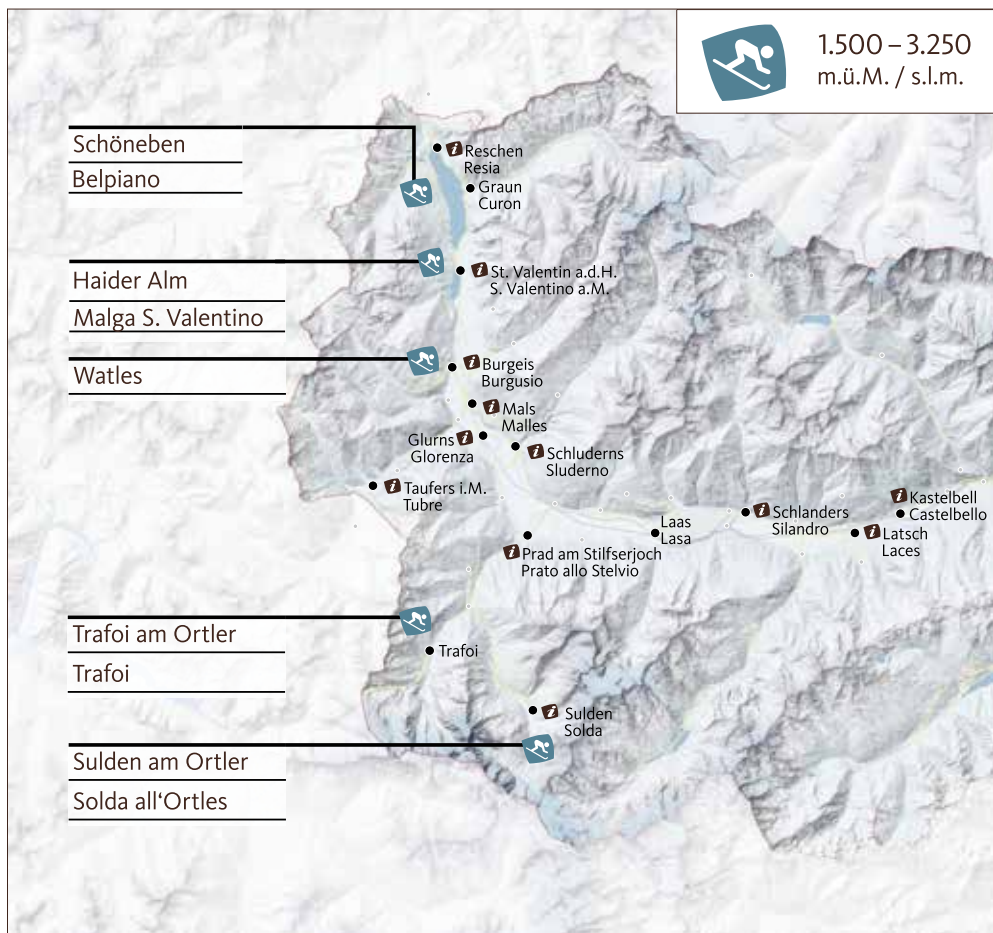 1.500 – 3.250
m.ü.M. / s.l.m.
Schöneben
Belpiano
i Reschen
Resia
Graun
Curon
Haider Alm
Malga S. Valentino
i St. Valentin a.d.H.
S. Valentino a.M.
Watles
i Burgeis
Burgusio
i Mals
Malles
Glurns i
Glorenza
i Schluderns
Sluderno
i Taufers i.M.
Tubre
i Kastelbell
Castelbello
i Schlanders
Silandro
Laas
Lasa
i Latsch
Laces
i Prad am Stilfserjoch
Prato allo Stelvio
Trafoi am Ortler
Trafoi
Trafoi
i Sulden
Solda
Sulden am Ortler
Solda all‘Ortles